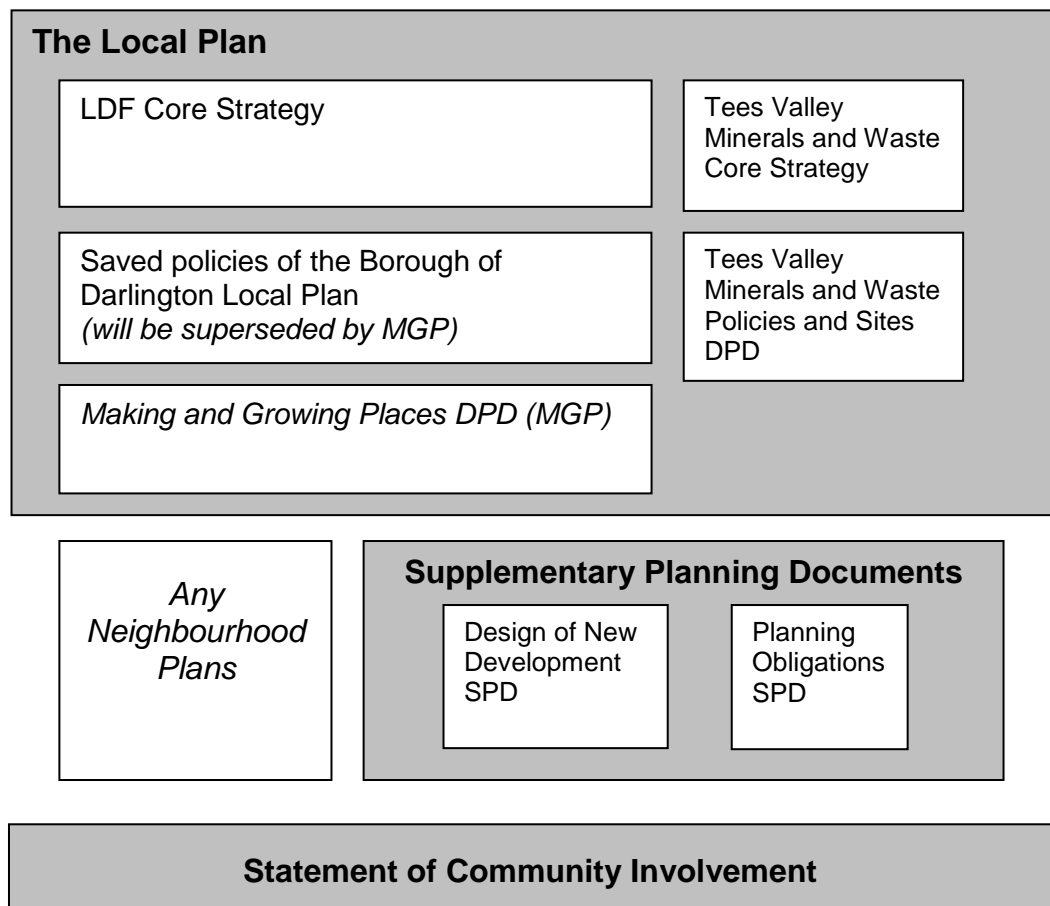 The Local Plan
LDF Core Strategy
Tees Valley
Minerals and Waste
Core Strategy
Saved policies of the Borough of
Darlington Local Plan
(will be superseded by MGP)
Tees Valley
Minerals and Waste
Policies and Sites
DPD
Making and Growing Places DPD (MGP)
Any
Neighbourhood
Plans
Supplementary Planning Documents
Design of New
Development
SPD
Planning
Obligations
SPD
Statement of Community Involvement